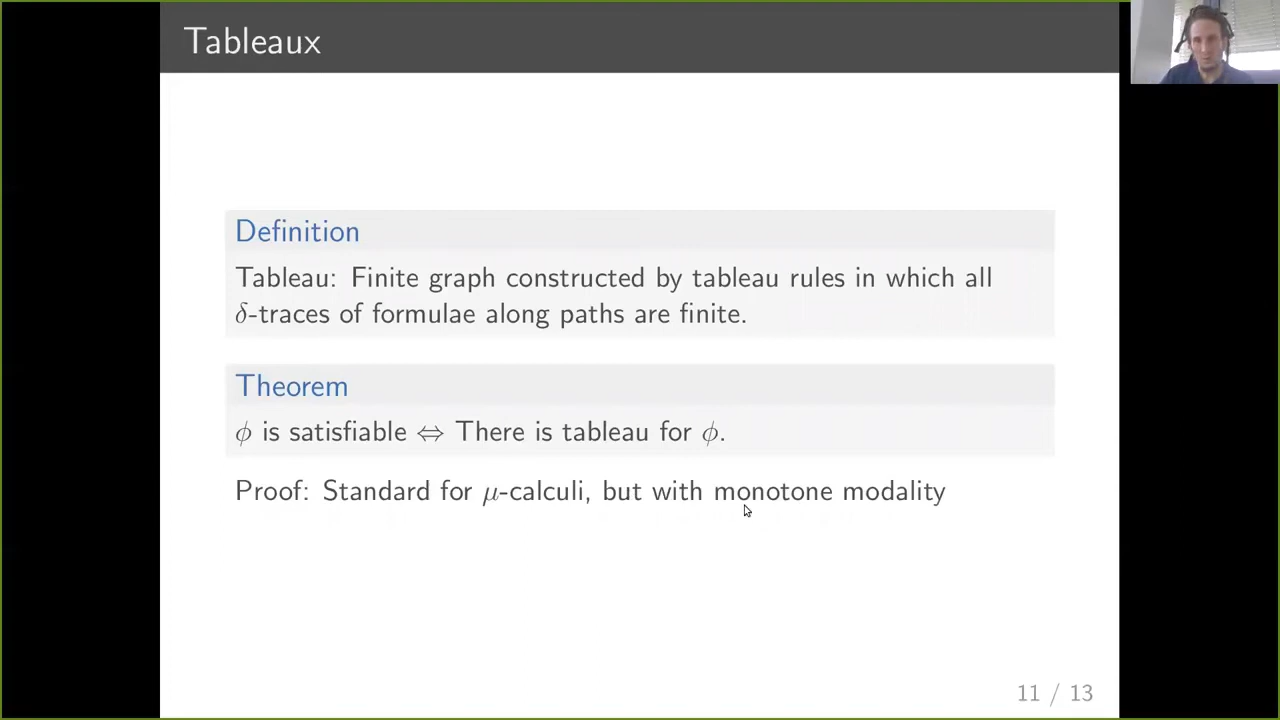 Tableaux
Definition
Tableau: Finite graph constructed by tableau rules in which all
δ-traces of formulae along paths are finite.
Theorem
ϕ is satisfiable ⇔ There is tableau for ϕ.
Proof: Standard for μ-calculi, but with monotone modality
11 / 13